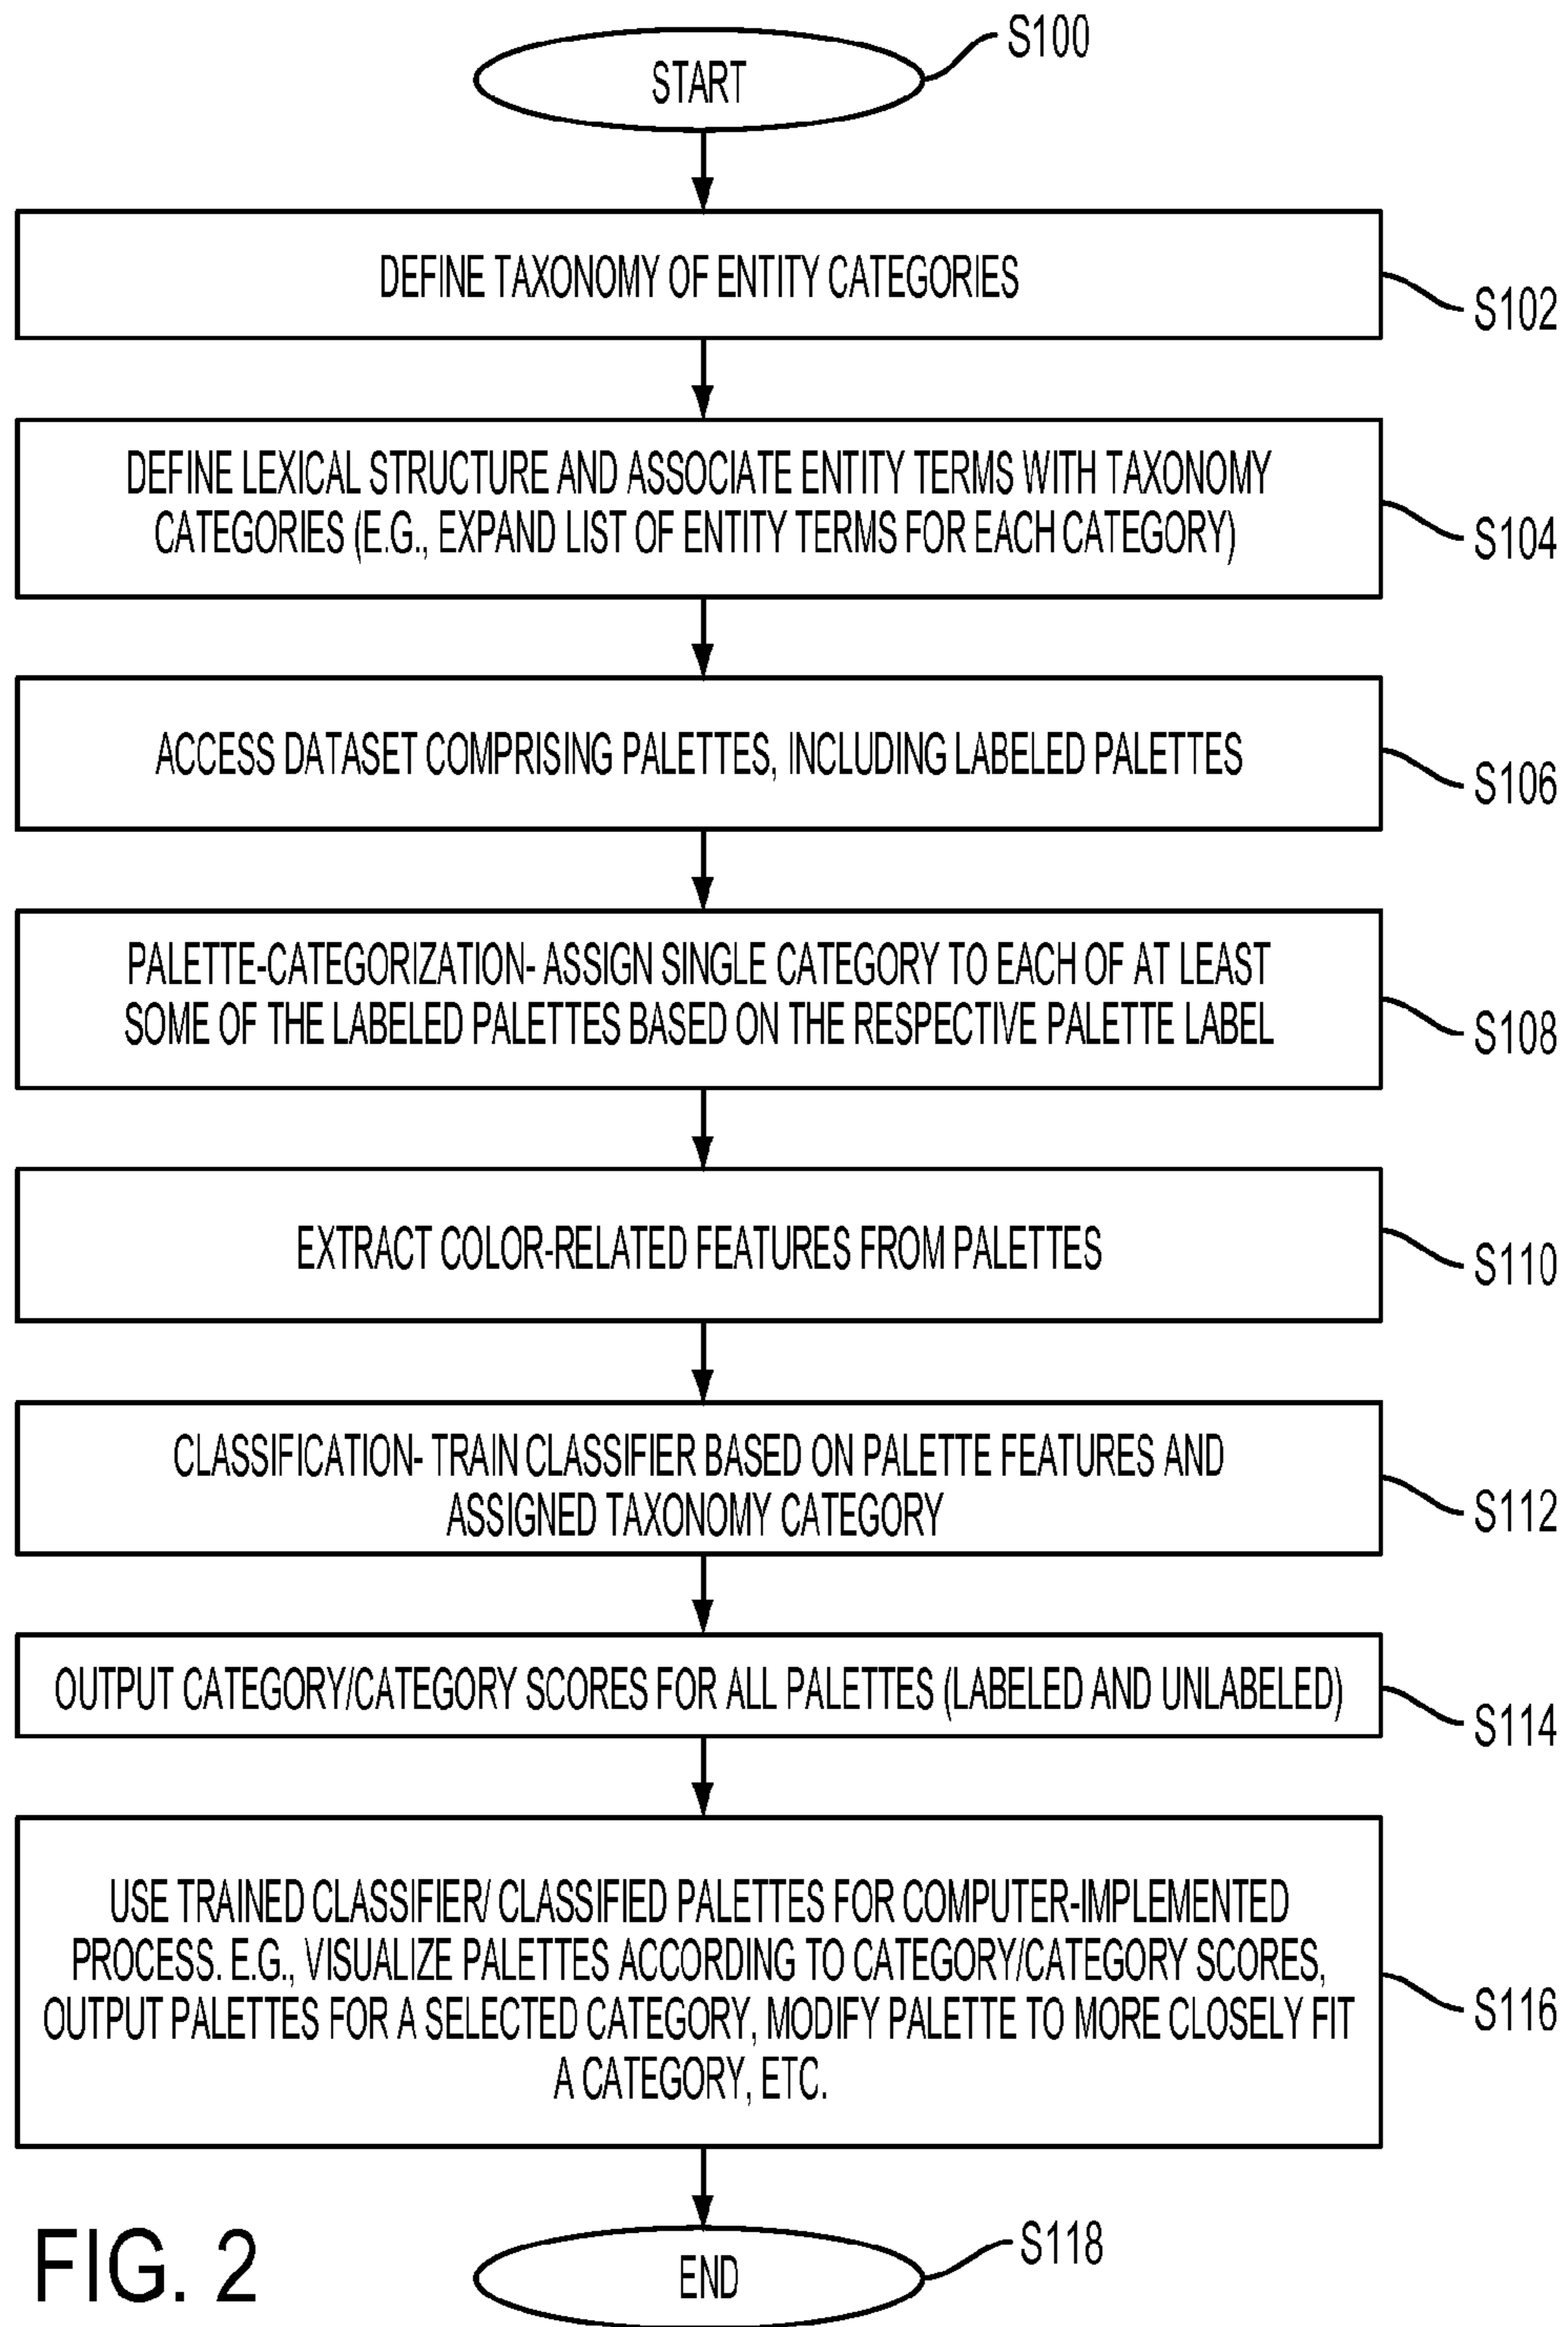 START
S100
DEFINE TAXONOMY OF ENTITY CATEGORIES
S102
DEFINE LEXICAL STRUCTURE AND ASSOCIATE ENTITY TERMS WITH TAXONOMY
CATEGORIES (E.G., EXPAND LIST OF ENTITY TERMS FOR EACH CATEGORY)
S104
ACCESS DATASET COMPRISING PALETTES, INCLUDING LABELED PALETTES
S106
PALETTE-CATEGORIZATION- ASSIGN SINGLE CATEGORY TO EACH OF AT LEAST
SOME OF THE LABELED PALETTES BASED ON THE RESPECTIVE PALETTE LABEL
S108
EXTRACT COLOR-RELATED FEATURES FROM PALETTES
S110
CLASSIFICATION- TRAIN CLASSIFIER BASED ON PALETTE FEATURES AND
ASSIGNED TAXONOMY CATEGORY
S112
OUTPUT CATEGORY/CATEGORY SCORES FOR ALL PALETTES (LABELED AND UNLABELED)
S114
USE TRAINED CLASSIFIER/ CLASSIFIED PALETTES FOR COMPUTER-IMPLEMENTED
PROCESS. E.G., VISUALIZE PALETTES ACCORDING TO CATEGORY/CATEGORY SCORES,
OUTPUT PALETTES FOR A SELECTED CATEGORY, MODIFY PALETTE TO MORE CLOSELY FIT
A CATEGORY, ETC.
S116
END
S118
FIG. 2